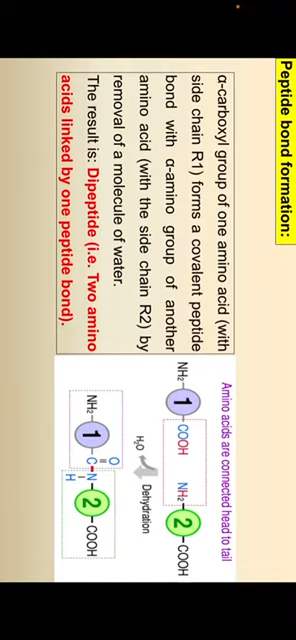 Peptide bond formation:
α-carboxyl group of one amino acid (with
side chain R1) forms a covalent peptide
bond with α-amino group of another
amino acid (with the side chain R2) by
removal of a molecule of water.
The result is: Dipeptide (i.e. Two amino
acids linked by one peptide bond).
Amino acids are connected head to tail
NH₂ 1 COOH NH₂ 2 COOH
H₂O Dehydration
O
NH₂ 1 C N 2 COOH
H